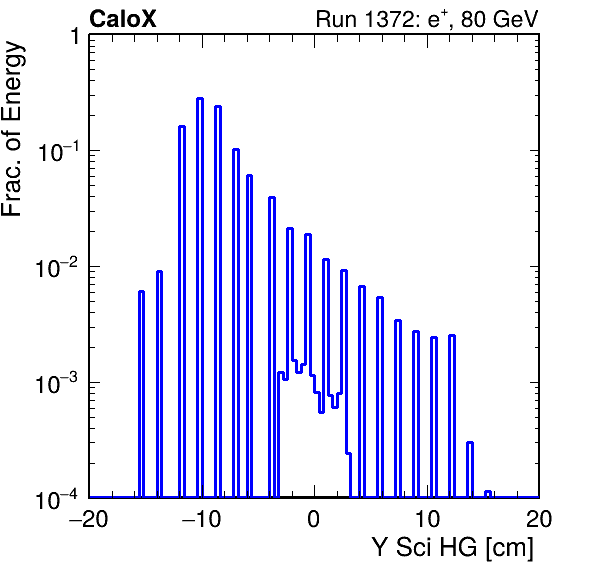 CaloX Run 1372: e⁺, 80 GeV
Frac. of Energy
1
10⁻¹
10⁻²
10⁻³
10⁻⁴
−20 −10 0 10 20
Y Sci HG [cm]